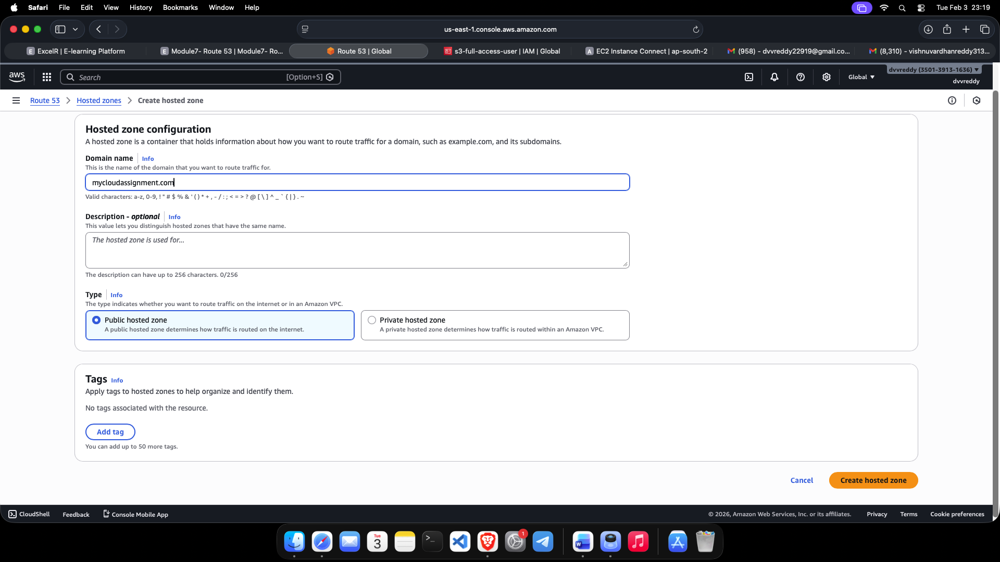 Safari File Edit View History Bookmarks Window Help Tue Feb 3 23:19
us-east-1.console.aws.amazon.com
E ExcelR | E-learning Platform E Module7- Route 53 | Module7- Ro... Route 53 | Global s3-full-access-user | IAM | Global A EC2 Instance Connect | ap-south-2 (958) - dvvreddy22919@gmail.co... (8,310) - vishnuvardhanreddy313...
aws Search [Option+S] Global ▼ dvvreddy (3501-3913-1636) ▼
dvvreddy
Route 53 > Hosted zones > Create hosted zone
Hosted zone configuration
A hosted zone is a container that holds information about how you want to route traffic for a domain, such as example.com, and its subdomains.
Domain name Info
This is the name of the domain that you want to route traffic for.
mycloudassignment.com
Valid characters: a-z, 0-9, ! " # $ % & ' ( ) * + , - / : ; < = > ? @ [ \ ] ^ _ ` { | } . ~
Description - optional Info
This value lets you distinguish hosted zones that have the same name.
The hosted zone is used for...
The description can have up to 256 characters. 0/256
Type Info
The type indicates whether you want to route traffic on the internet or in an Amazon VPC.
Public hosted zone Private hosted zone
A public hosted zone determines how traffic is routed on the internet. A private hosted zone determines how traffic is routed within an Amazon VPC.
Tags Info
Apply tags to hosted zones to help organize and identify them.
No tags associated with the resource.
Add tag
You can add up to 50 more tags.
Cancel Create hosted zone
CloudShell Feedback Console Mobile App © 2026, Amazon Web Services, Inc. or its affiliates. Privacy Terms Cookie preferences
Tue 1
3 W